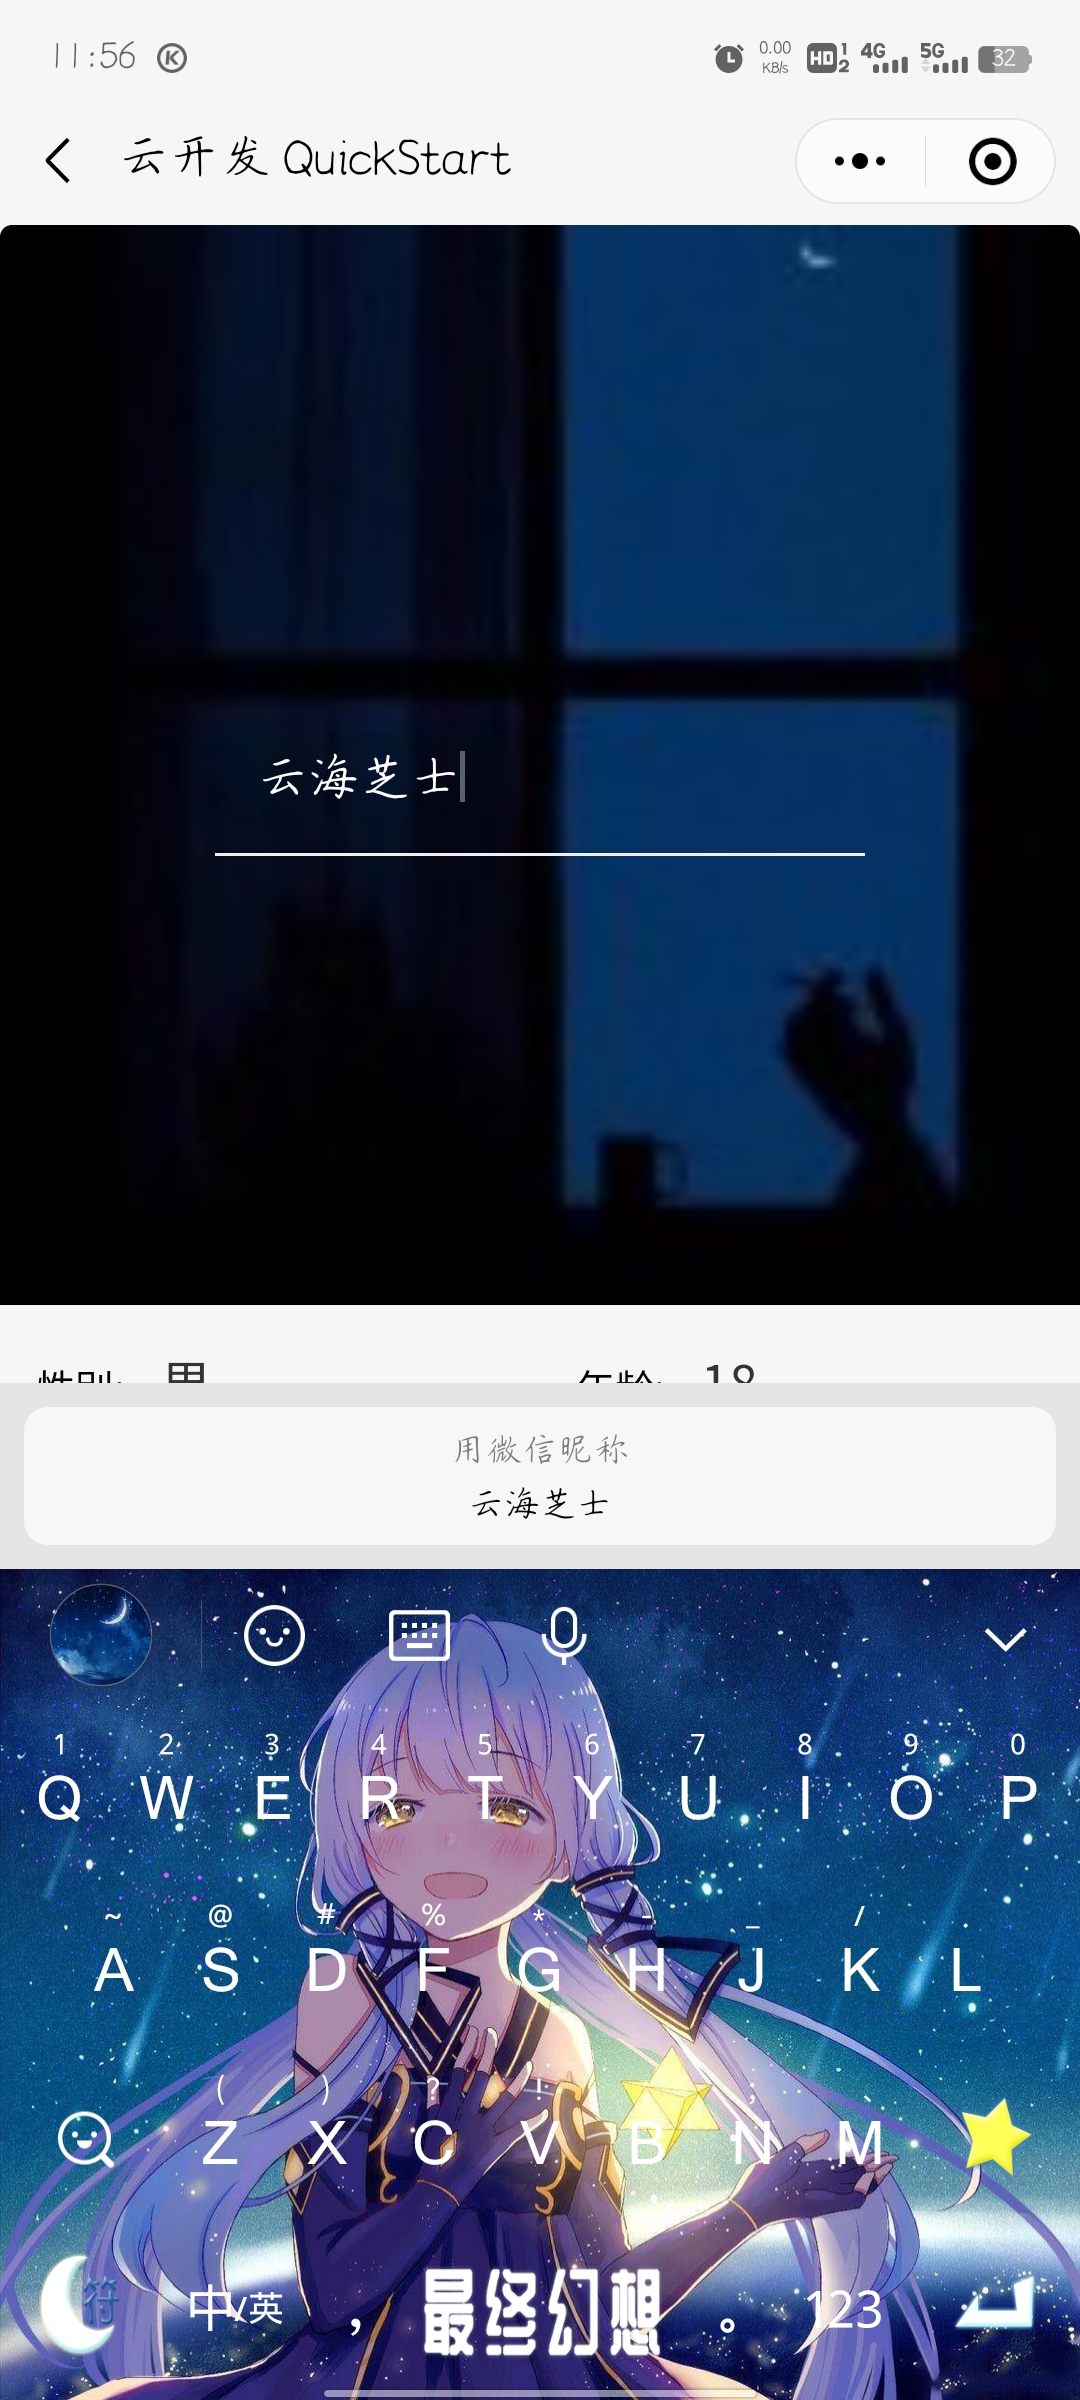 11:56 K 0.00 KB/s HD 1 2 4G 5G 32
云开发 QuickStart
云海芝士
性别: 男 年龄: 18
用微信昵称
云海芝士
1 2 3 4 5 6 7 8 9 0
Q W E R T Y U I O P
~ @ # % * - _ / .
A S D F G H J K L
( ) ? ! ; 、
Z X C V B N M
符 中/英 , 最终幻想 。 123